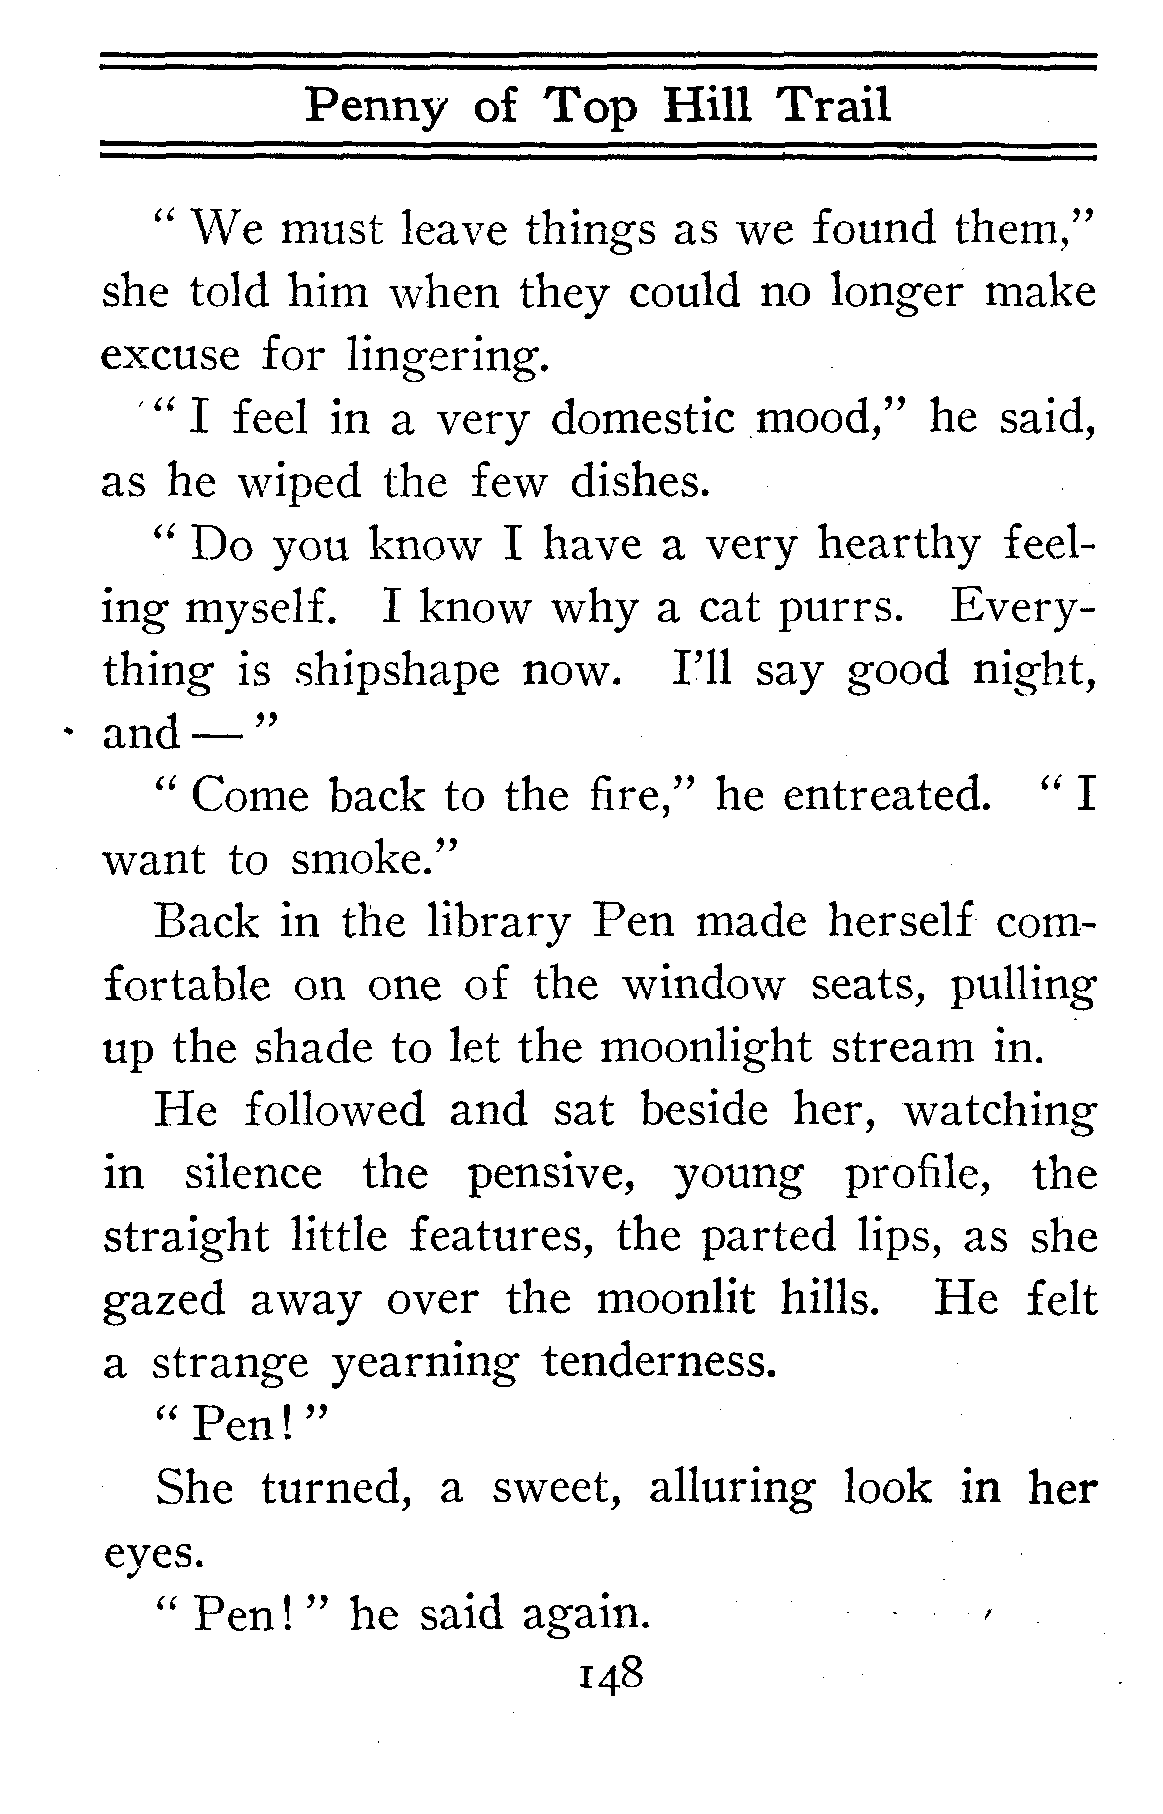 Penny of Top Hill Trail
" We must leave things as we found them,"
she told him when they could no longer make
excuse for lingering.
" I feel in a very domestic mood," he said,
as he wiped the few dishes.
" Do you know I have a very hearthy feel-
ing myself. I know why a cat purrs. Every-
thing is shipshape now. I'll say good night,
and — "
" Come back to the fire," he entreated. " I
want to smoke."
Back in the library Pen made herself com-
fortable on one of the window seats, pulling
up the shade to let the moonlight stream in.
He followed and sat beside her, watching
in silence the pensive, young profile, the
straight little features, the parted lips, as she
gazed away over the moonlit hills. He felt
a strange yearning tenderness.
" Pen! "
She turned, a sweet, alluring look in her
eyes.
" Pen! " he said again.
148